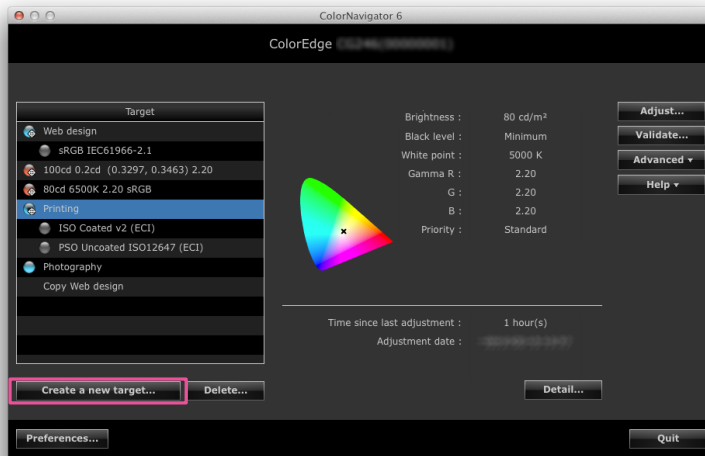 ColorNavigator 6
ColorEdge
Target
Web design
sRGB IEC61966-2.1
100cd 0.2cd (0.3297, 0.3463) 2.20
80cd 6500K 2.20 sRGB
Printing
ISO Coated v2 (ECI)
PSO Uncoated ISO12647 (ECI)
Photography
Copy Web design
Create a new target...
Delete...
Brightness : 80 cd/m²
Black level : Minimum
White point : 5000 K
Gamma R : 2.20
G : 2.20
B : 2.20
Priority : Standard
Time since last adjustment : 1 hour(s)
Adjustment date :
Detail...
Adjust...
Validate...
Advanced ▾
Help ▾
Preferences...
Quit